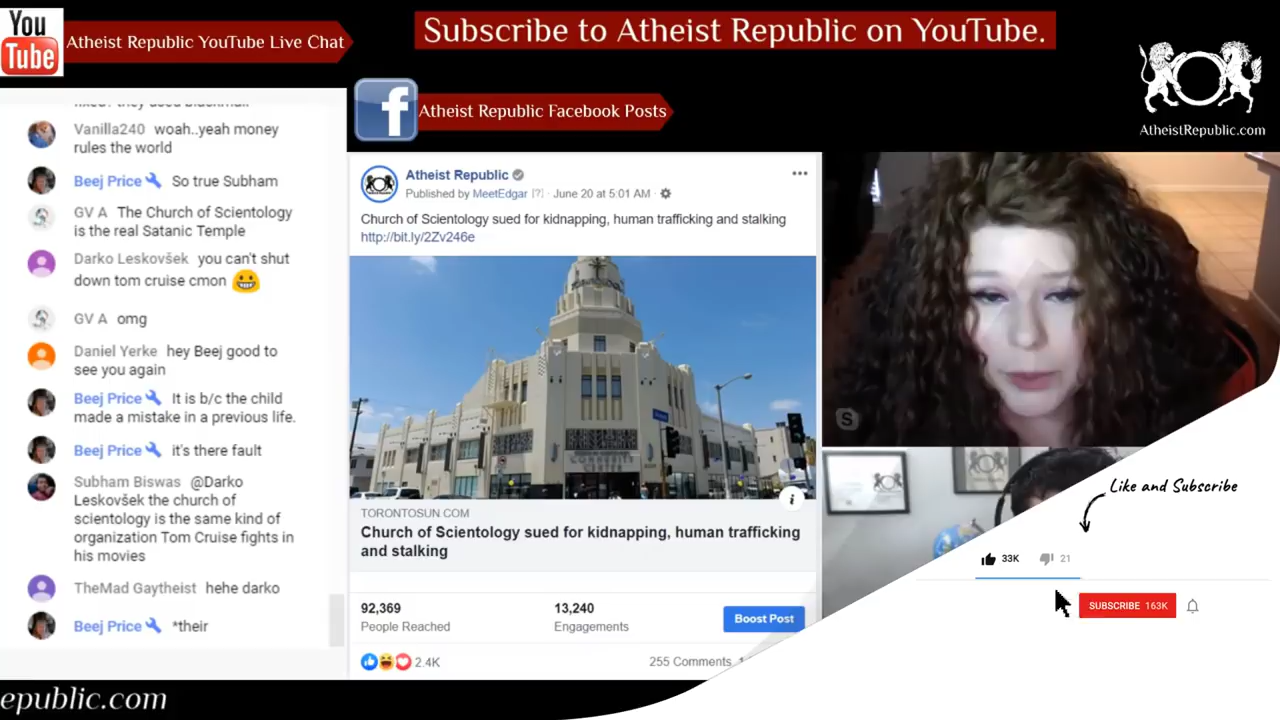 You
Tube
Atheist Republic YouTube Live Chat
Subscribe to Atheist Republic on YouTube.
AtheistRepublic.com
f
Atheist Republic Facebook Posts
Vanilla240 woah..yeah money
rules the world
Beej Price So true Subham
GV A The Church of Scientology
is the real Satanic Temple
Darko Leskovšek you can't shut
down tom cruise cmon
GV A omg
Daniel Yerke hey Beej good to
see you again
Beej Price It is b/c the child
made a mistake in a previous life.
Beej Price it's there fault
Subham Biswas @Darko
Leskovšek the church of
scientology is the same kind of
organization Tom Cruise fights in
his movies
TheMad Gaytheist hehe darko
Beej Price *their
Atheist Republic
Published by MeetEdgar [?] · June 20 at 5:01 AM ·
Church of Scientology sued for kidnapping, human trafficking and stalking
http://bit.ly/2Zv246e
COMMUNITY
CENTER
TORONTOSUN.COM
Church of Scientology sued for kidnapping, human trafficking
and stalking
92,369
People Reached
13,240
Engagements
Boost Post
2.4K
255 Comments
Like and Subscribe
33K
21
SUBSCRIBE 163K
epublic.com